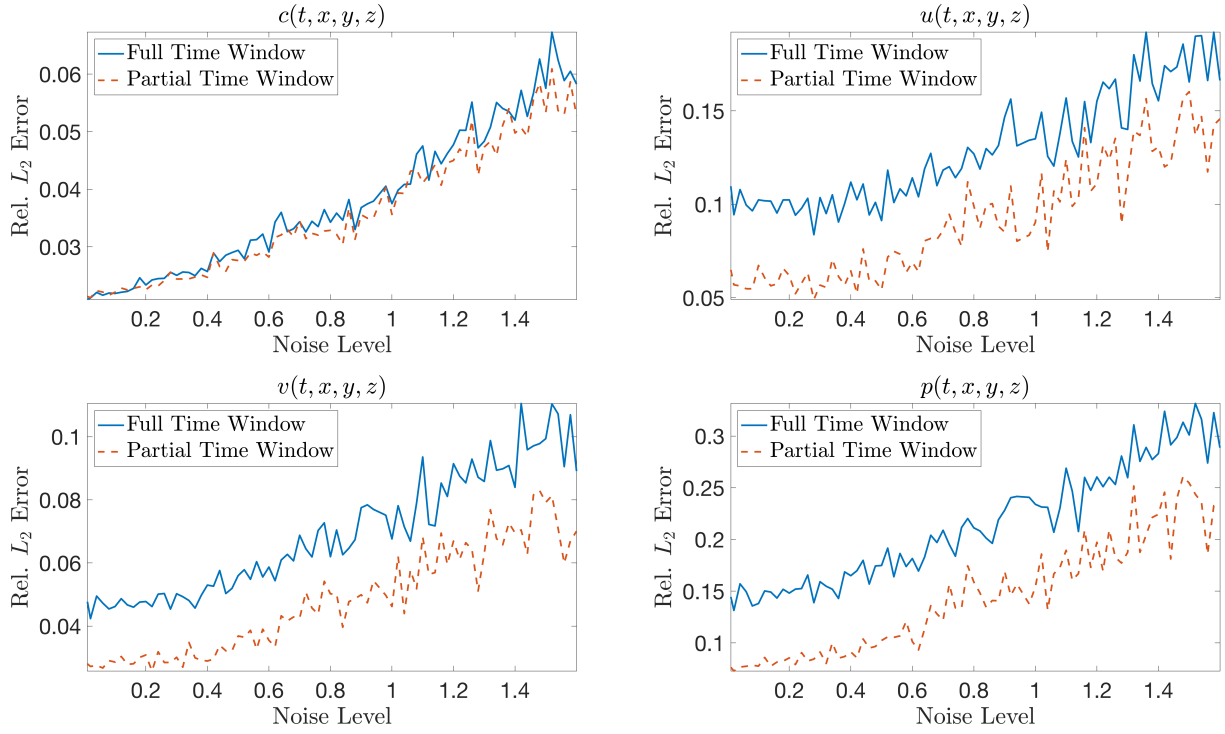 c(t, x, y, z)
Full Time Window
Partial Time Window
0.06
0.05
0.04
0.03
Rel. L₂ Error
0.2 0.4 0.6 0.8 1 1.2 1.4
Noise Level
u(t, x, y, z)
Full Time Window
Partial Time Window
0.15
0.1
0.05
Rel. L₂ Error
0.2 0.4 0.6 0.8 1 1.2 1.4
Noise Level
v(t, x, y, z)
Full Time Window
Partial Time Window
0.1
0.08
0.06
0.04
Rel. L₂ Error
0.2 0.4 0.6 0.8 1 1.2 1.4
Noise Level
p(t, x, y, z)
Full Time Window
Partial Time Window
0.3
0.25
0.2
0.15
0.1
Rel. L₂ Error
0.2 0.4 0.6 0.8 1 1.2 1.4
Noise Level